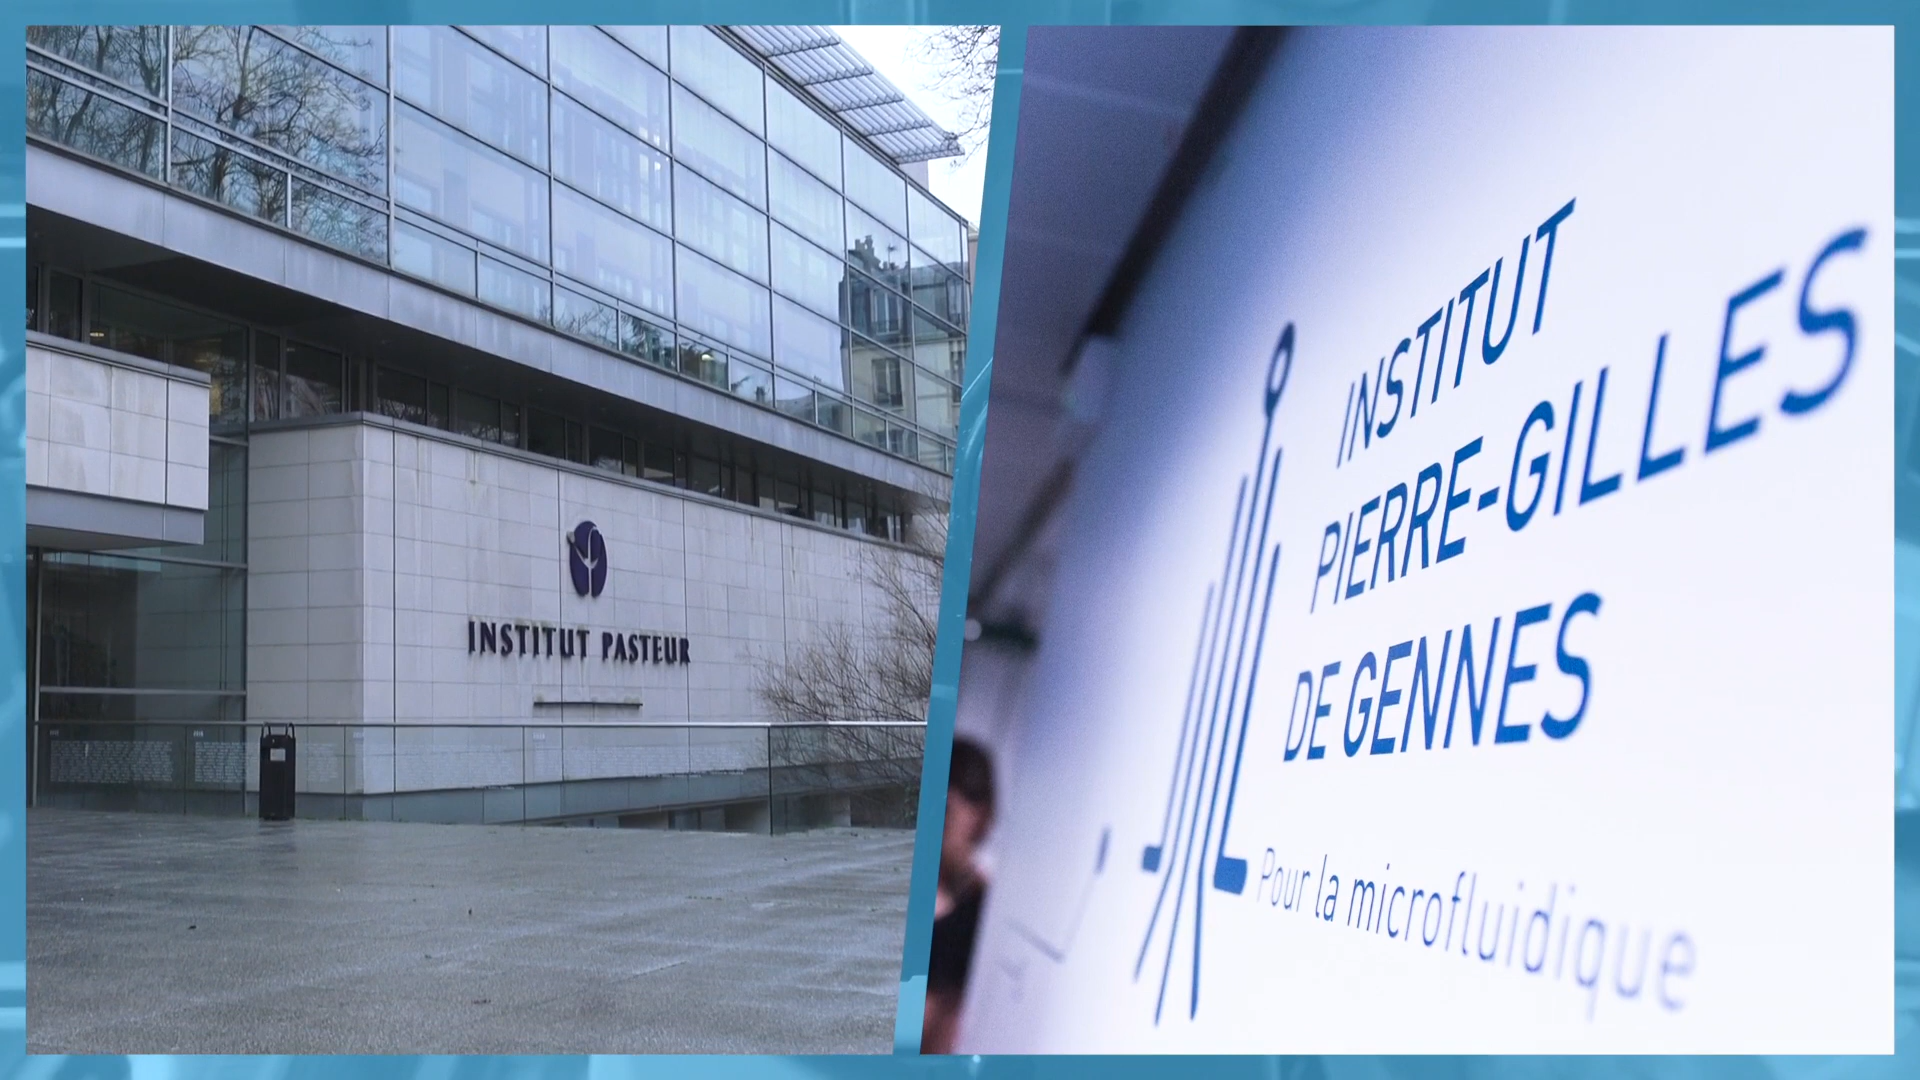 INSTITUT PASTEUR
INSTITUT
PIERRE-GILLES
DE GENNES
Pour la microfluidique